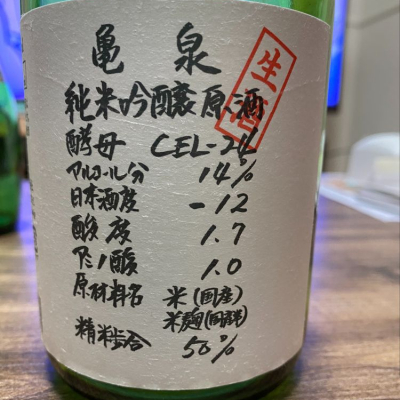 亀泉
生酒
純米吟醸原酒
酵母 CEL-24
アルコール分 14%
日本酒度 -12
酸度 1.7
アミノ酸 1.0
原材料名 米(国産)
米麹(国産米)
精米歩合 50%